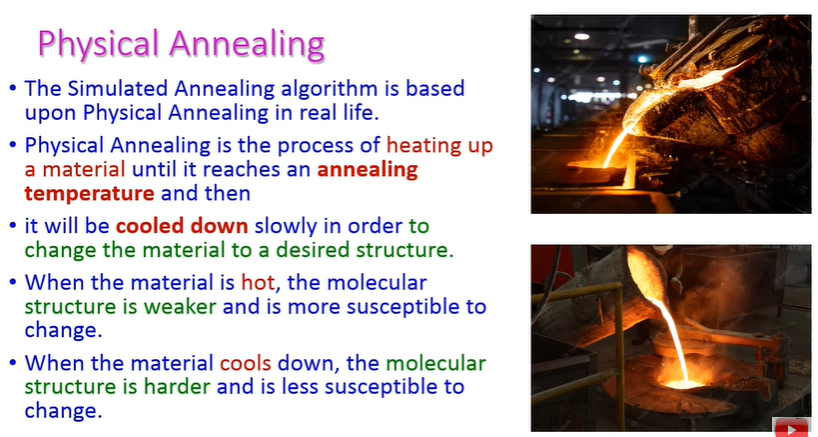 Physical Annealing
• The Simulated Annealing algorithm is based
upon Physical Annealing in real life.
• Physical Annealing is the process of heating up
a material until it reaches an annealing
temperature and then
• it will be cooled down slowly in order to
change the material to a desired structure.
• When the material is hot, the molecular
structure is weaker and is more susceptible to
change.
• When the material cools down, the molecular
structure is harder and is less susceptible to
change.